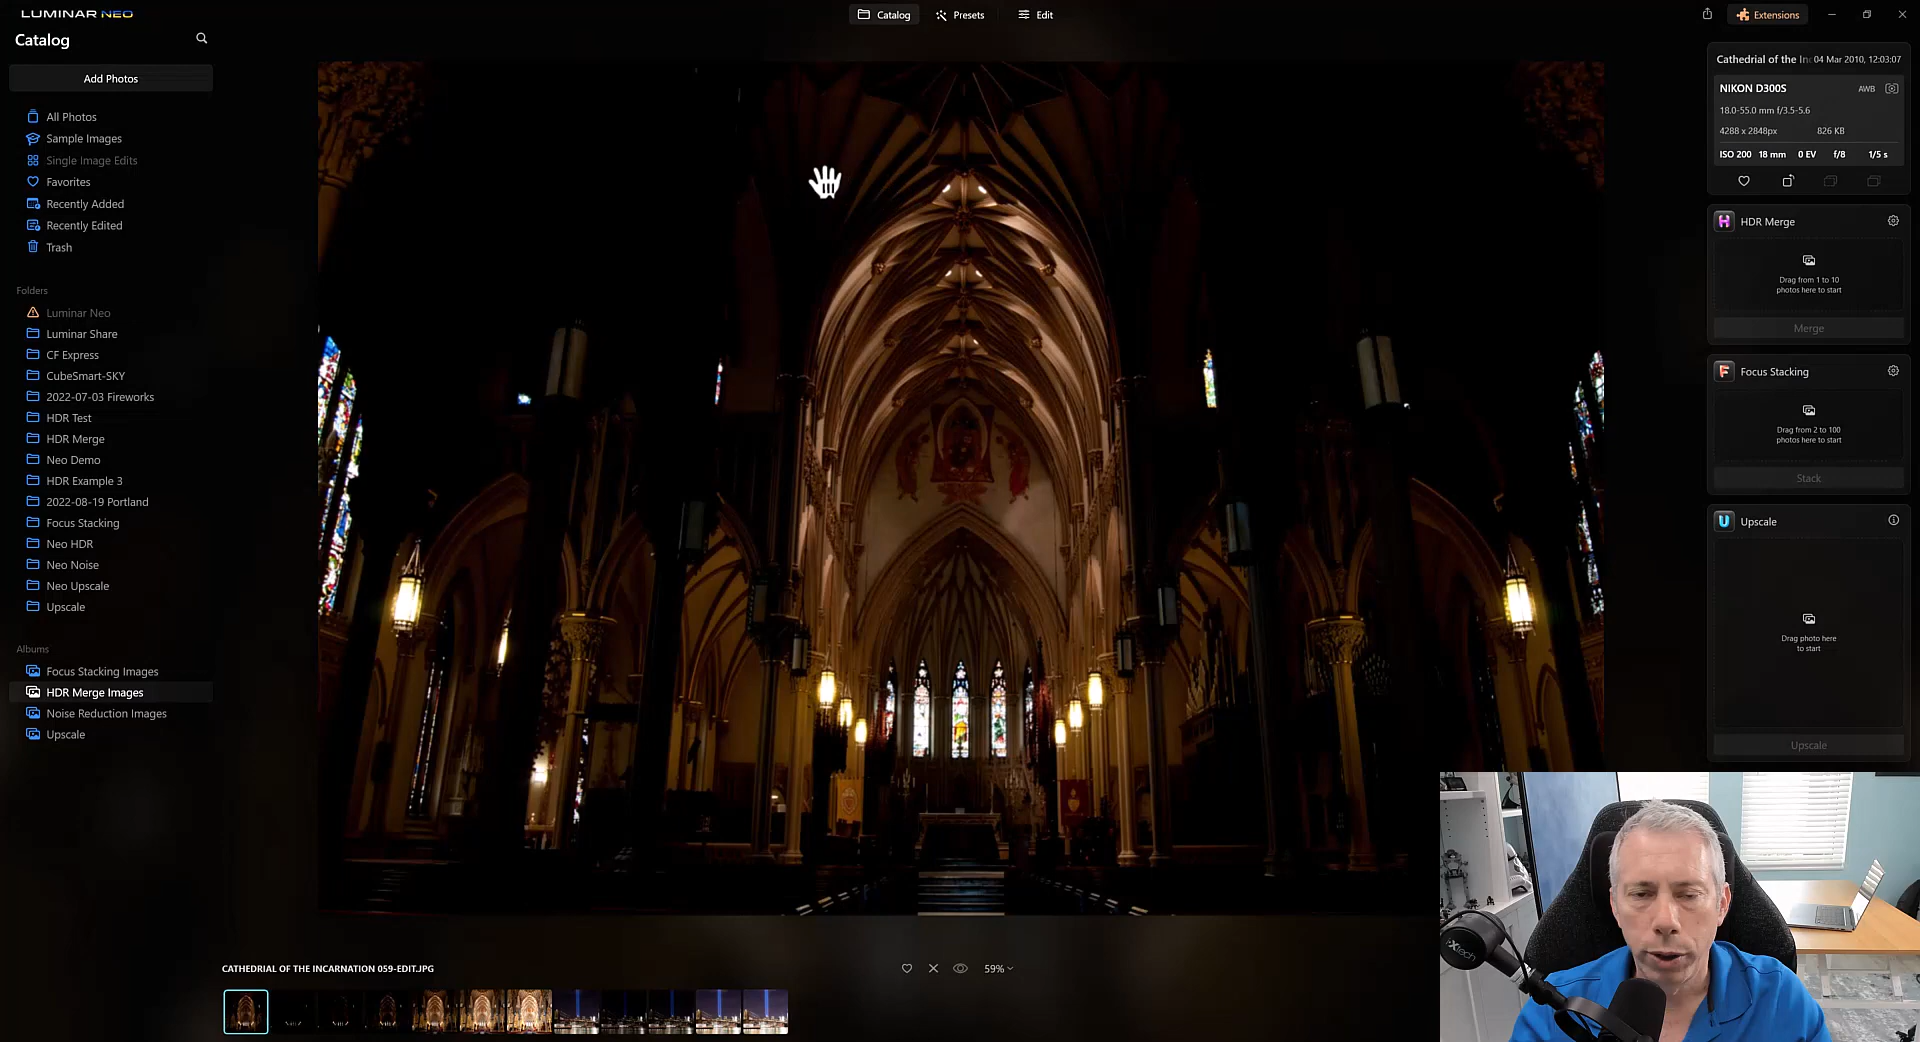 LUMINAR NEO
Catalog
Presets
Edit
Extensions
Catalog
Add Photos
All Photos
Sample Images
Single Image Edits
Favorites
Recently Added
Recently Edited
Trash
Folders
Luminar Neo
Luminar Share
CF Express
CubeSmart-SKY
2022-07-03 Fireworks
HDR Test
HDR Merge
Neo Demo
HDR Example 3
2022-08-19 Portland
Focus Stacking
Neo HDR
Neo Noise
Neo Upscale
Upscale
Albums
Focus Stacking Images
HDR Merge Images
Noise Reduction Images
Upscale
CATHEDRIAL OF THE INCARNATION 059-EDIT.JPG
59%
Cathedrial of the Inc 04 Mar 2010, 12:03:07
NIKON D300S AWB
18.0-55.0 mm f/3.5-5.6
4288 x 2848px 826 KB
ISO 200 18 mm 0 EV f/8 1/5 s
H HDR Merge
Drag from 1 to 10
photos here to start
Merge
F Focus Stacking
Drag from 2 to 100
photos here to start
Stack
U Upscale
Drag photo here
to start
Upscale